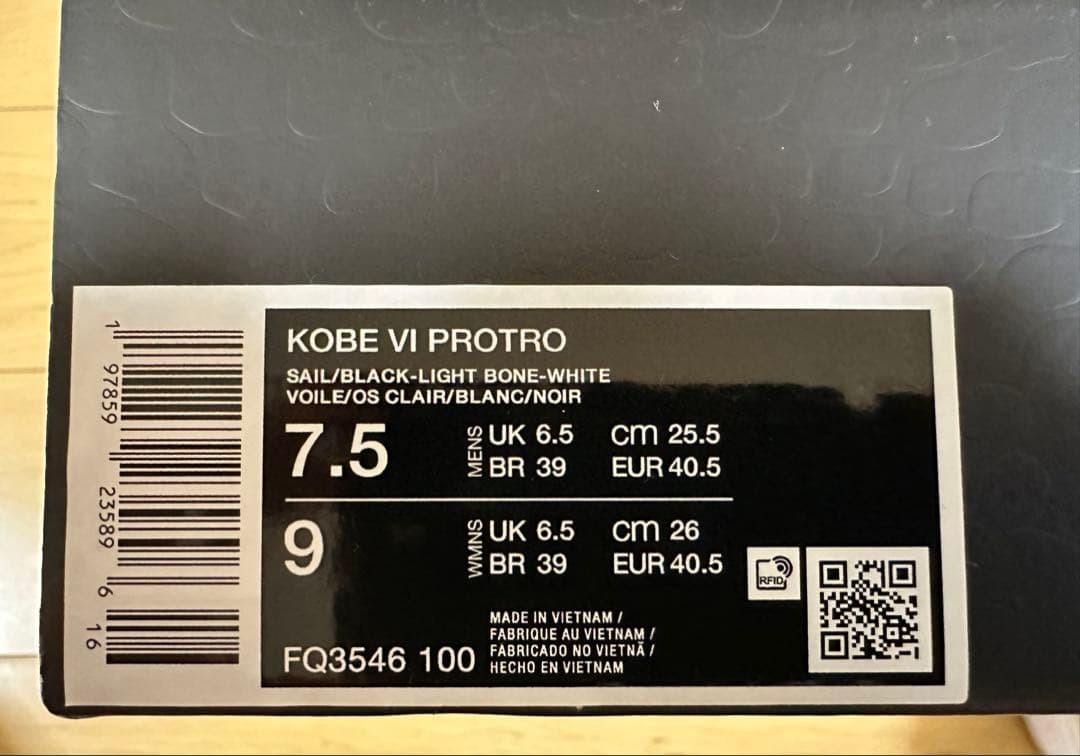 KOBE VI PROTRO
SAIL/BLACK-LIGHT BONE-WHITE
VOILE/OS CLAIR/BLANC/NOIR
7.5 MENS UK 6.5 cm 25.5
BR 39 EUR 40.5
9 WMNS UK 6.5 cm 26
BR 39 EUR 40.5
RFID
MADE IN VIETNAM /
FABRIQUE AU VIETNAM /
FABRICADO NO VIETNÃ /
HECHO EN VIETNAM
FQ3546 100
1 97859 23589 6 16